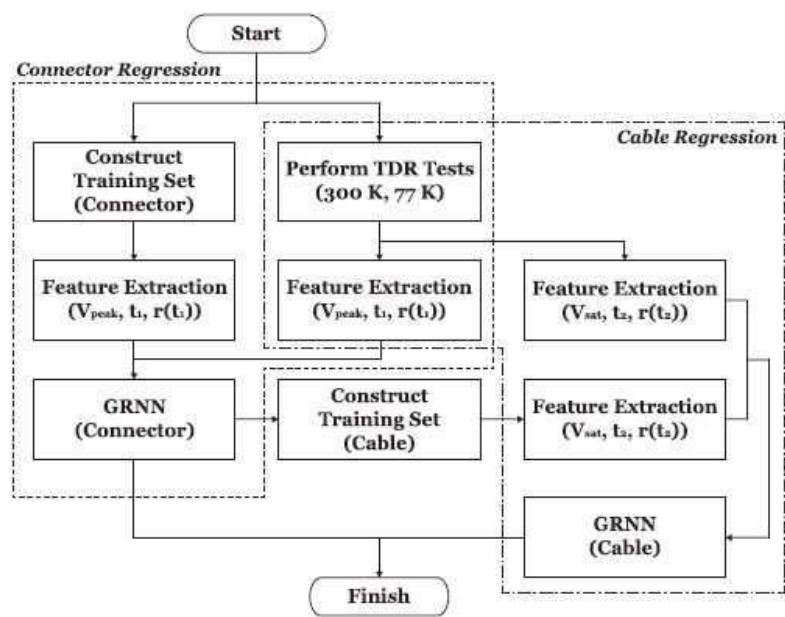 Start
Connector Regression
Cable Regression
Construct
Training Set
(Connector)
Perform TDR Tests
(300 K, 77 K)
Feature Extraction
(Vpeak, t₁, r(t₁))
Feature Extraction
(Vpeak, t₁, r(t₁))
Feature Extraction
(Vsat, t₂, r(t₂))
GRNN
(Connector)
Construct
Training Set
(Cable)
Feature Extraction
(Vsat, t₂, r(t₂))
GRNN
(Cable)
Finish